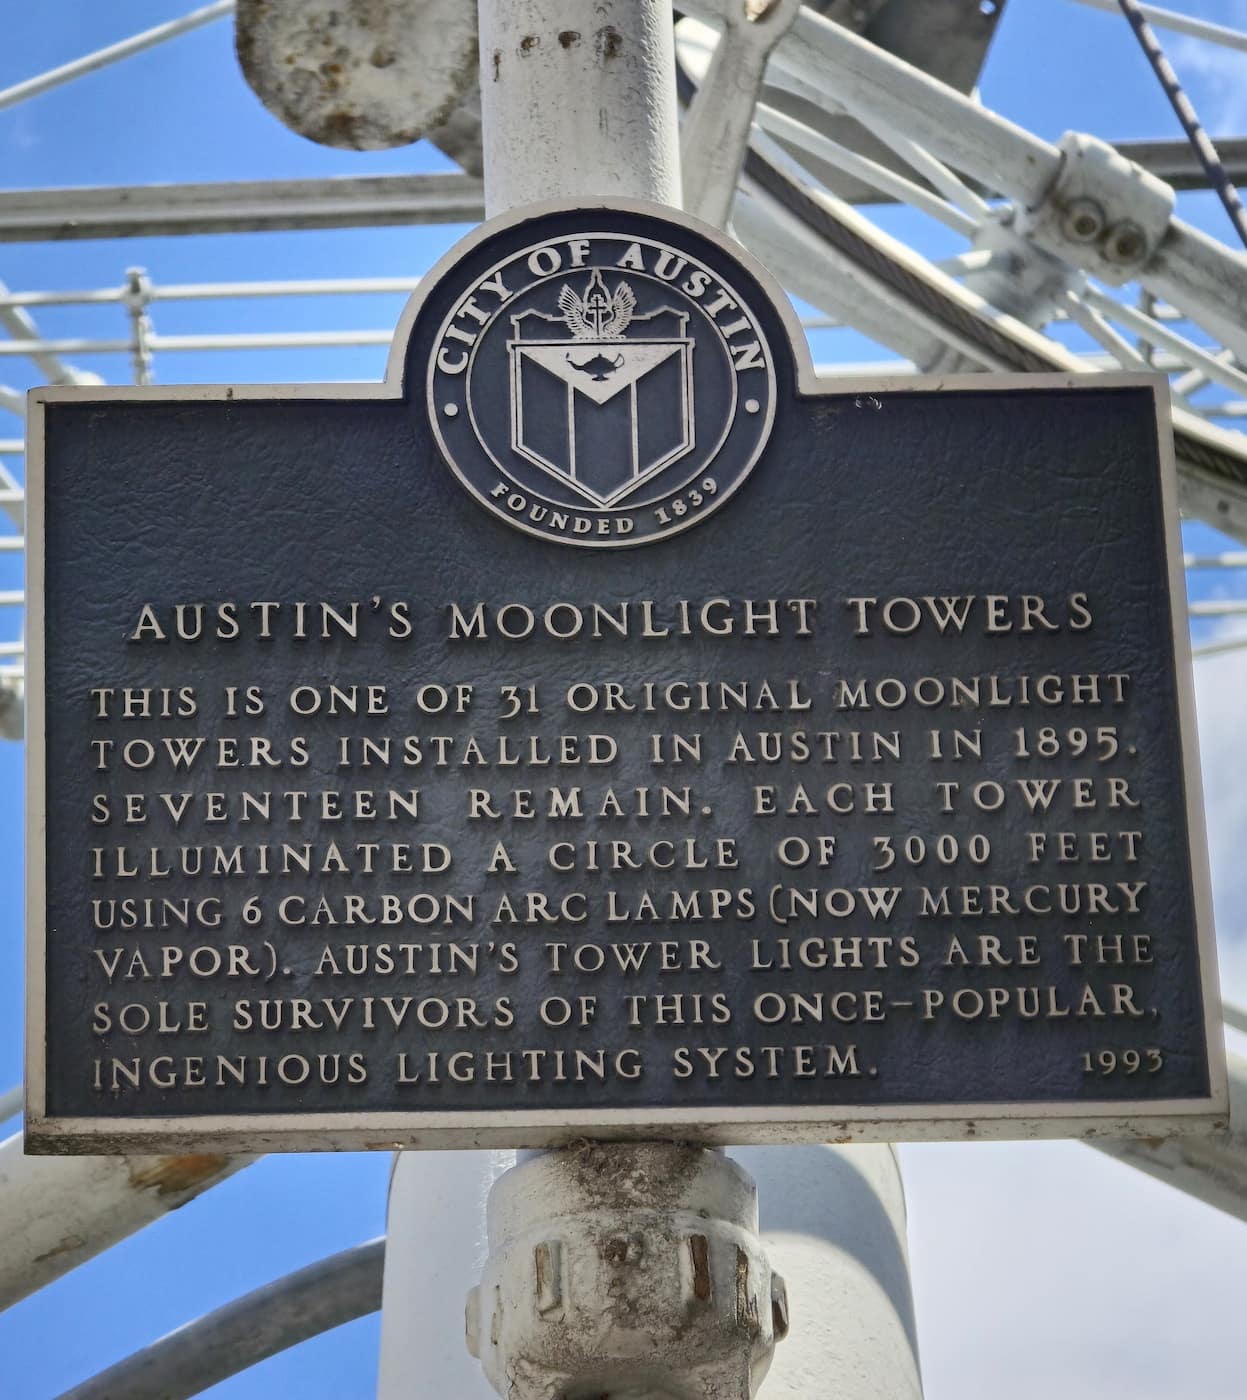 CITY OF AUSTIN
FOUNDED 1839
AUSTIN'S MOONLIGHT TOWERS
THIS IS ONE OF 31 ORIGINAL MOONLIGHT
TOWERS INSTALLED IN AUSTIN IN 1895.
SEVENTEEN REMAIN. EACH TOWER
ILLUMINATED A CIRCLE OF 3000 FEET
USING 6 CARBON ARC LAMPS (NOW MERCURY
VAPOR). AUSTIN'S TOWER LIGHTS ARE THE
SOLE SURVIVORS OF THIS ONCE-POPULAR,
INGENIOUS LIGHTING SYSTEM. 1993